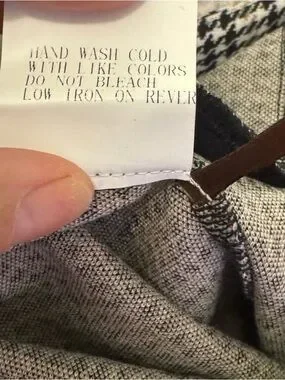 HAND WASH COLD
WITH LIKE COLORS
DO NOT BLEACH
LOW IRON ON REVER